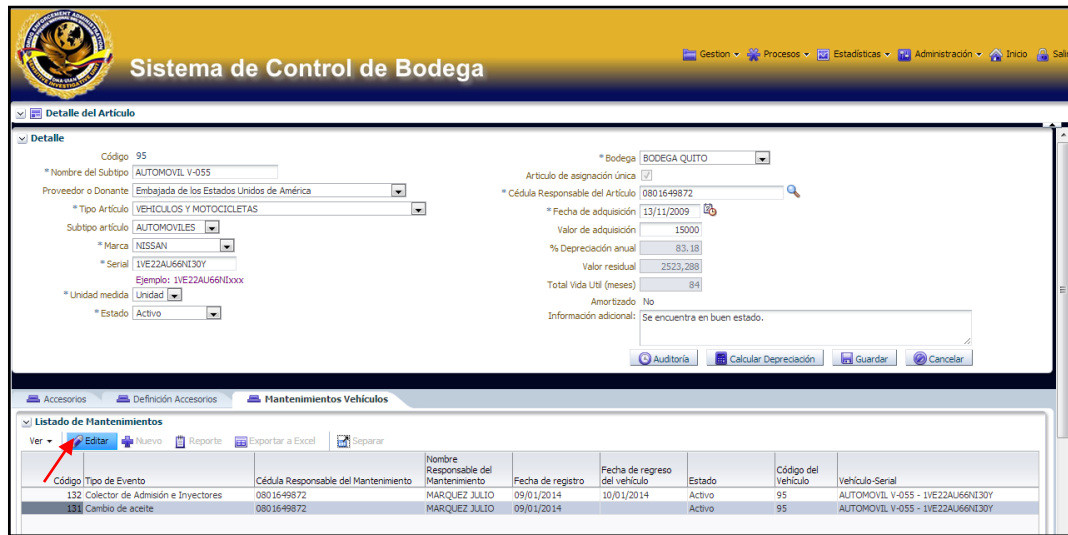 DRUG ENFORCEMENT ADMINISTRATION
Sistema de Control de Bodega
Gestion Procesos Estadísticas Administración Inicio Sali
Detalle del Artículo
Detalle
Código 95
* Nombre del Subtipo AUTOMOVIL V-055
Proveedor o Donante Embajada de los Estados Unidos de América
* Tipo Artículo VEHICULOS Y MOTOCICLETAS
Subtipo artículo AUTOMOVILES
* Marca NISSAN
* Serial 1VE22AU66NI30Y
Ejemplo: 1VE22AU66NIxxx
* Unidad medida Unidad
* Estado Activo
* Bodega BODEGA QUITO
Articulo de asignación única
* Cédula Responsable del Artículo 0801649872
* Fecha de adquisición 13/11/2009
Valor de adquisición 15000
% Depreciación anual 83.18
Valor residual 2523,288
Total Vida Util (meses) 84
Amortizado No
Información adicional: Se encuentra en buen estado.
Auditoría Calcular Depreciación Guardar Cancelar
Accesorios Definición Accesorios Mantenimientos Vehículos
Listado de Mantenimientos
Ver Editar Nuevo Reporte Exportar a Excel Separar
Código Tipo de Evento Cédula Responsable del Mantenimiento Nombre Responsable del Mantenimiento Fecha de registro Fecha de regreso del vehículo Estado Código del Vehículo Vehículo-Serial
132 Colector de Admisión e Inyectores 0801649872 MARQUEZ JULIO 09/01/2014 10/01/2014 Activo 95 AUTOMOVIL V-055 - 1VE22AU66NI30Y
131 Cambio de aceite 0801649872 MARQUEZ JULIO 09/01/2014 Activo 95 AUTOMOVIL V-055 - 1VE22AU66NI30Y